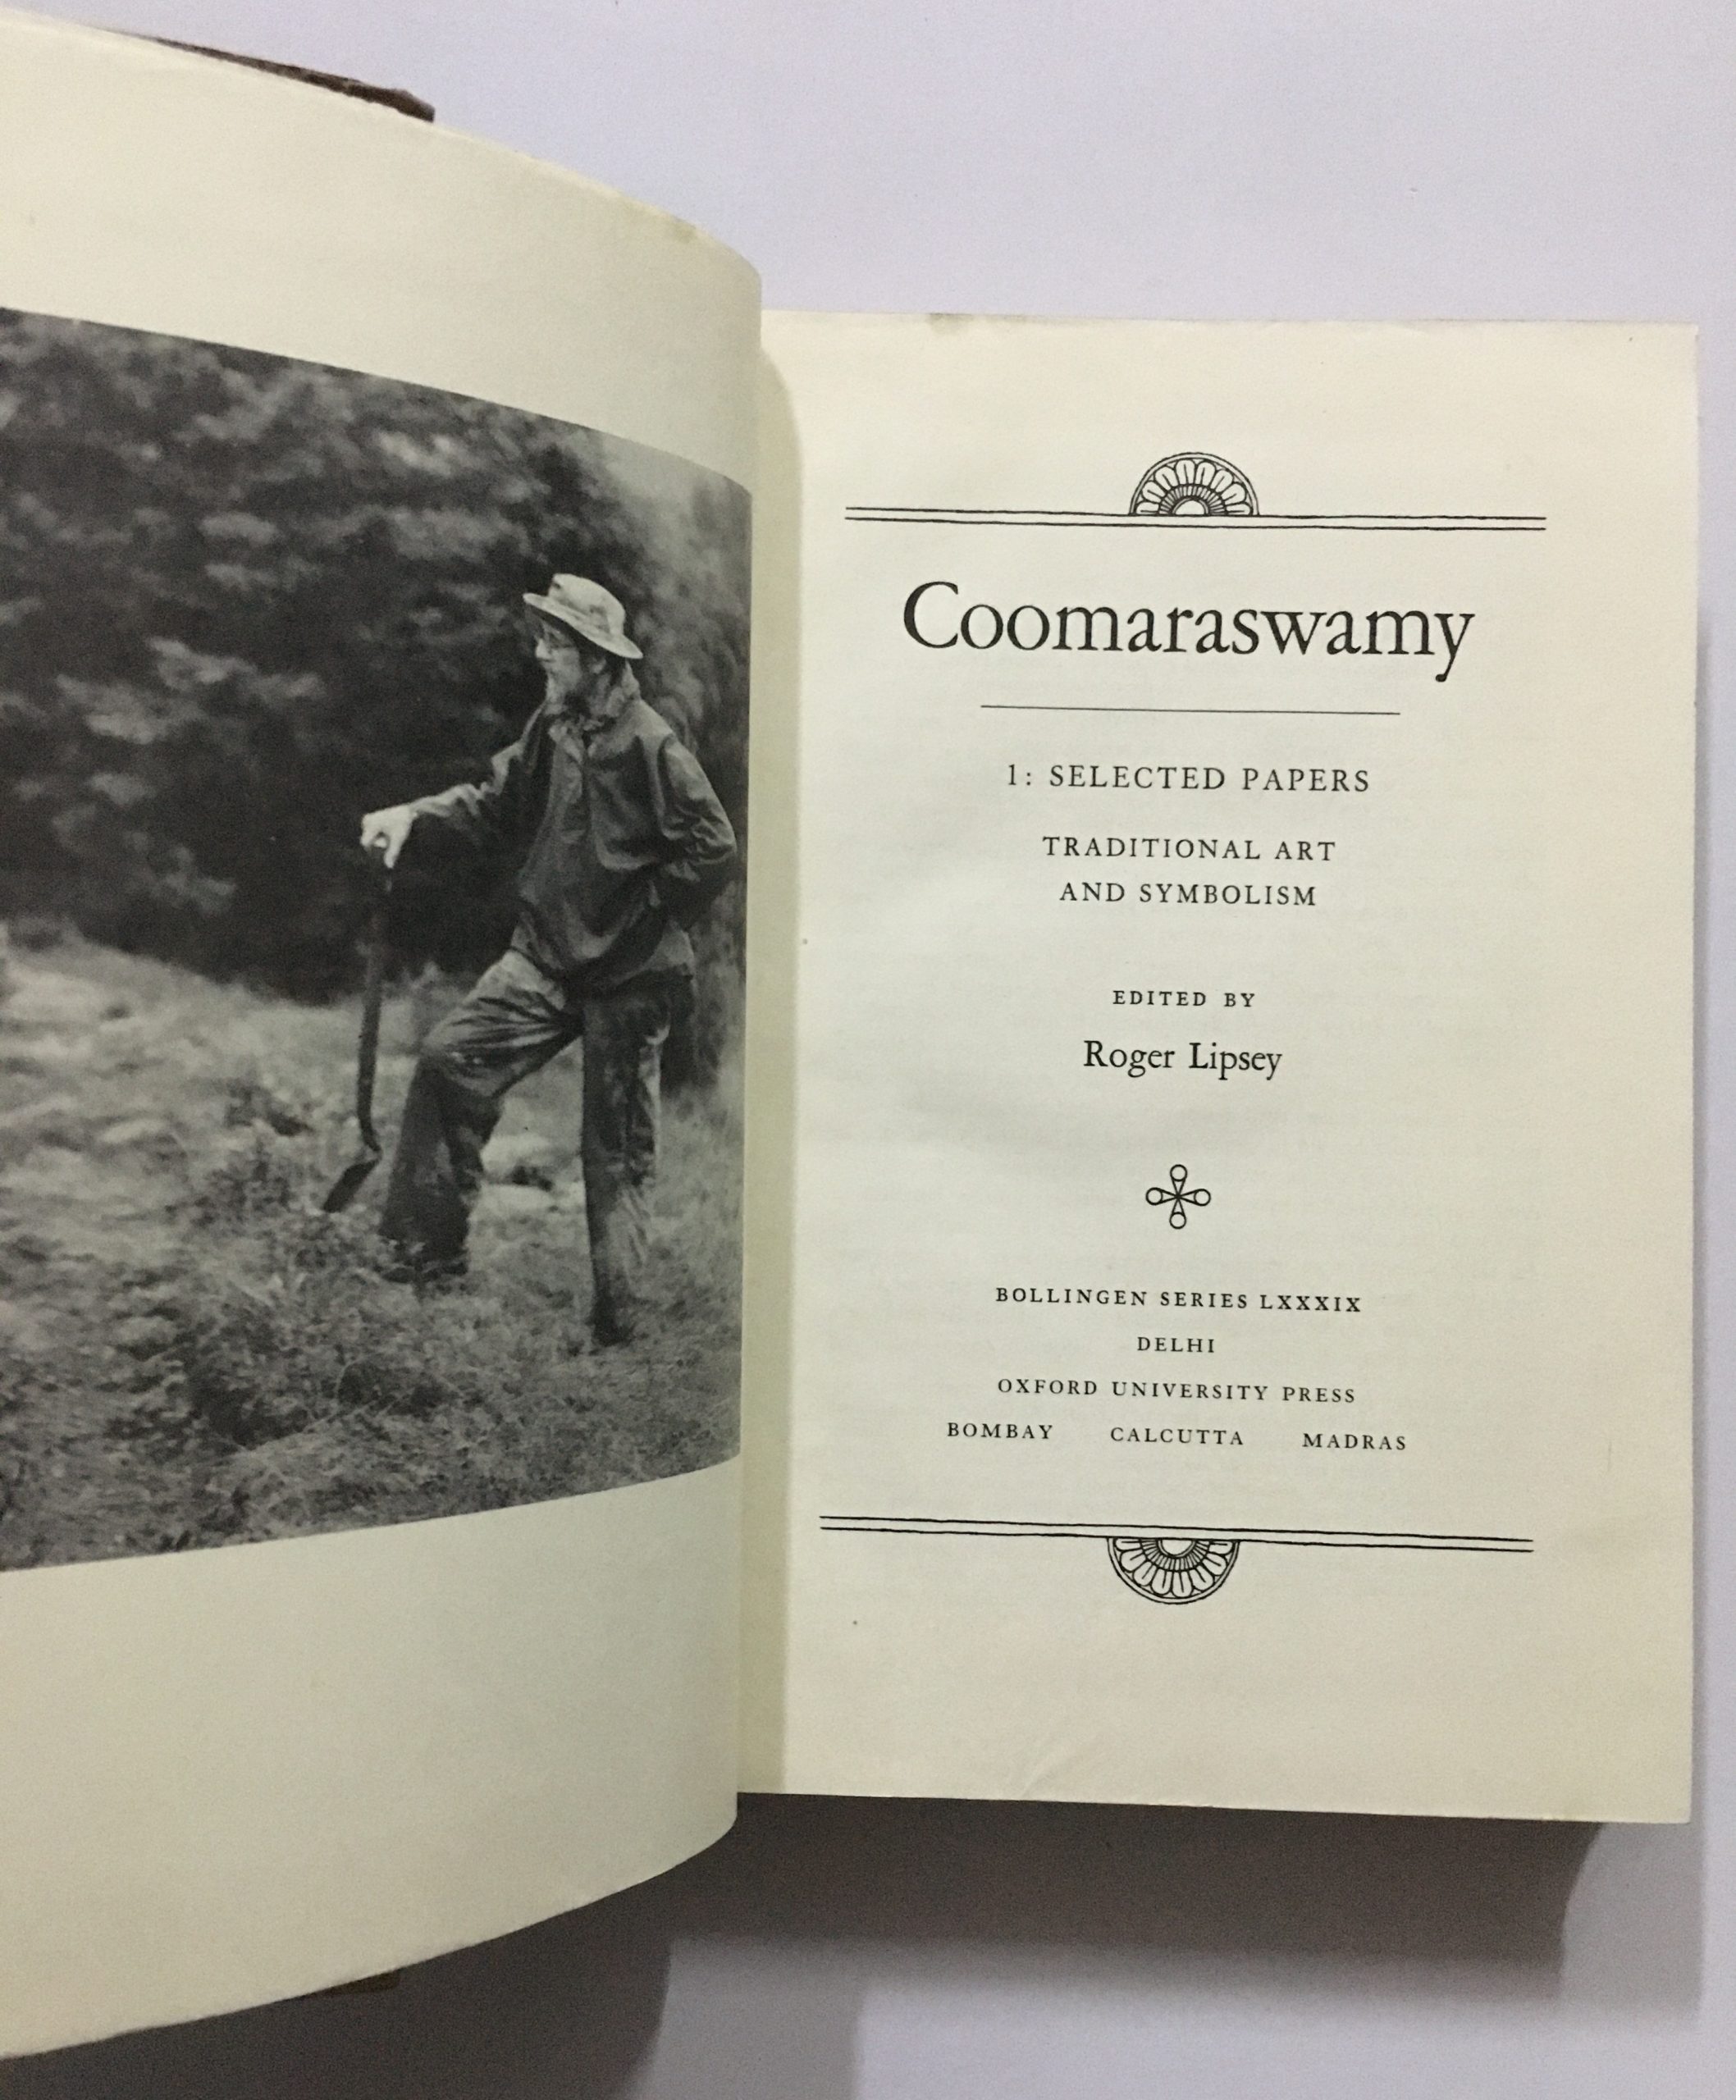 Coomaraswamy
1: SELECTED PAPERS
TRADITIONAL ART
AND SYMBOLISM
EDITED BY
Roger Lipsey
BOLLINGEN SERIES LXXXIX
DELHI
OXFORD UNIVERSITY PRESS
BOMBAY CALCUTTA MADRAS